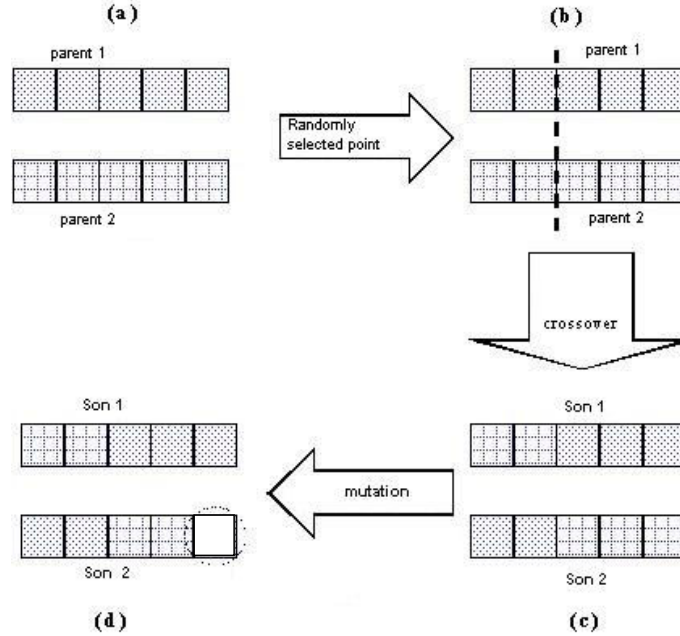 (a)
(b)
parent 1
parent 1
Randomly
selected point
parent 2
parent 2
crossover
Son 1
Son 1
mutation
Son 2
Son 2
(d)
(c)